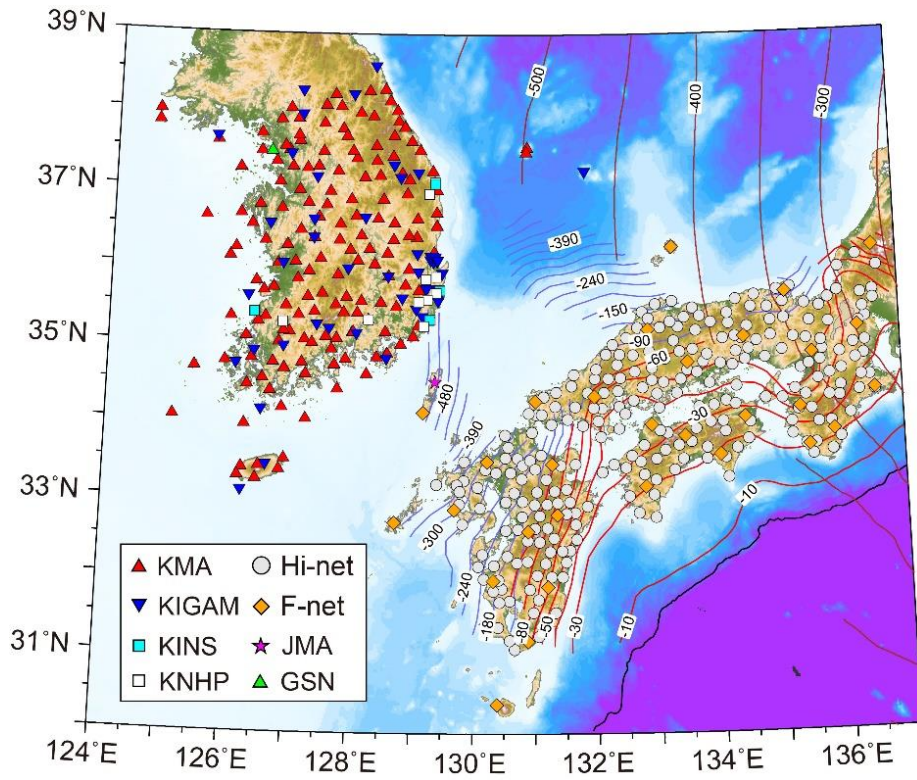 39°N
37°N
35°N
33°N
31°N
-500
-400
-300
-390
-240
-150
-90
-60
-480
-30
-390
-10
-300
-240
-180
-80
-50
-30
-10
KMA
Hi-net
KIGAM
F-net
KINS
JMA
KNHP
GSN
124°E
126°E
128°E
130°E
132°E
134°E
136°E